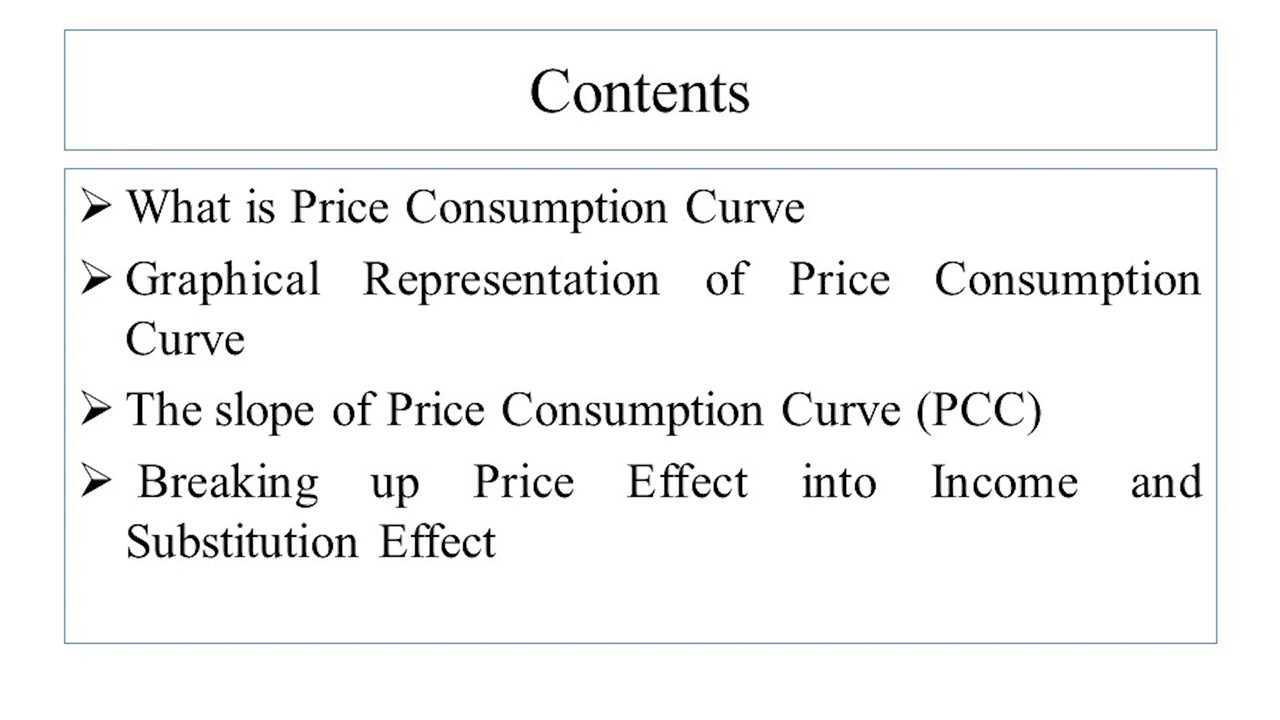 Contents
➢ What is Price Consumption Curve
➢ Graphical Representation of Price Consumption
Curve
➢ The slope of Price Consumption Curve (PCC)
➢ Breaking up Price Effect into Income and
Substitution Effect